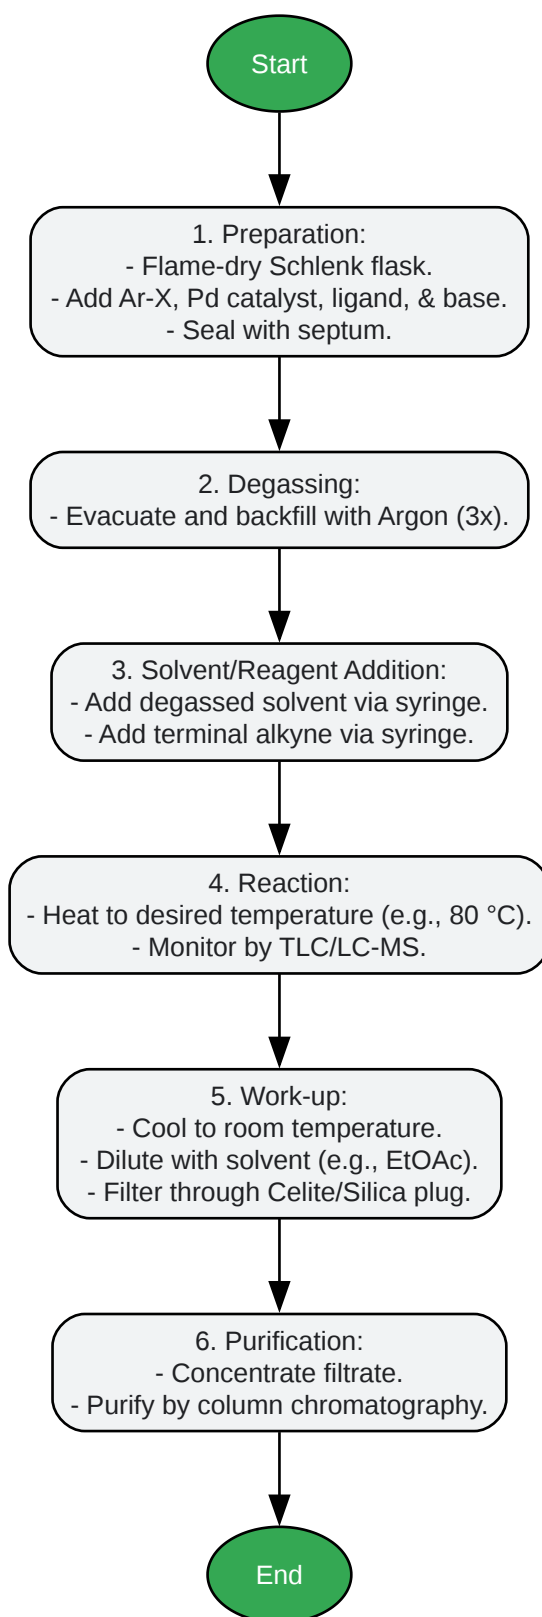 Start
1. Preparation:
- Flame-dry Schlenk flask.
- Add Ar-X, Pd catalyst, ligand, & base.
- Seal with septum.
2. Degassing:
- Evacuate and backfill with Argon (3x).
3. Solvent/Reagent Addition:
- Add degassed solvent via syringe.
- Add terminal alkyne via syringe.
4. Reaction:
- Heat to desired temperature (e.g., 80 °C).
- Monitor by TLC/LC-MS.
5. Work-up:
- Cool to room temperature.
- Dilute with solvent (e.g., EtOAc).
- Filter through Celite/Silica plug.
6. Purification:
- Concentrate filtrate.
- Purify by column chromatography.
End